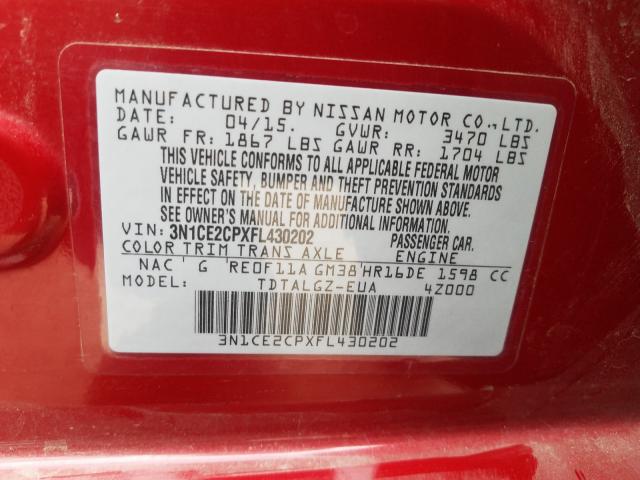 MANUFACTURED BY NISSAN MOTOR CO.,LTD.
DATE: 04/15. GVWR: 3470 LBS
GAWR FR: 1867 LBS GAWR RR: 1704 LBS
THIS VEHICLE CONFORMS TO ALL APPLICABLE FEDERAL MOTOR
VEHICLE SAFETY, BUMPER AND THEFT PREVENTION STANDARDS
IN EFFECT ON THE DATE OF MANUFACTURE SHOWN ABOVE.
SEE OWNER'S MANUAL FOR ADDITIONAL INFORMATION.
VIN: 3N1CE2CPXFL430202 PASSENGER CAR.
COLOR TRIM TRANS AXLE ENGINE
NAC ' G 'RE0F11A GM38'HR16DE 1598 CC
MODEL: TDTALGZ-EUA 4Z000
3N1CE2CPXFL430202